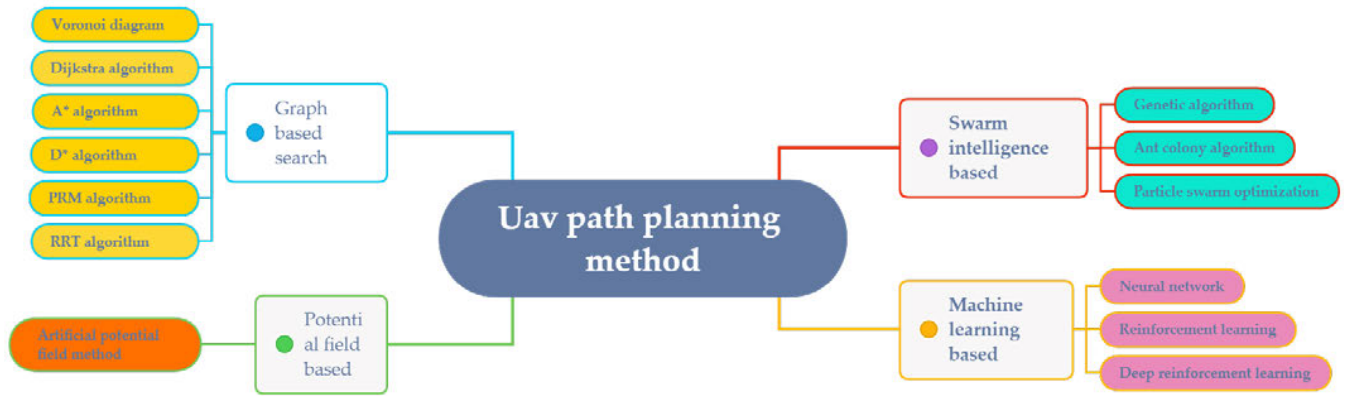 Voronoi diagram
Dijkstra algorithm
A* algorithm
D* algorithm
PRM algorithm
RRT algorithm
Graph
based
search
Artificial potential
field method
Potenti
al field
based
Uav path planning
method
Swarm
intelligence
based
Genetic algorithm
Ant colony algorithm
Particle swarm optimization
Machine
learning
based
Neural network
Reinforcement learning
Deep reinforcement learning